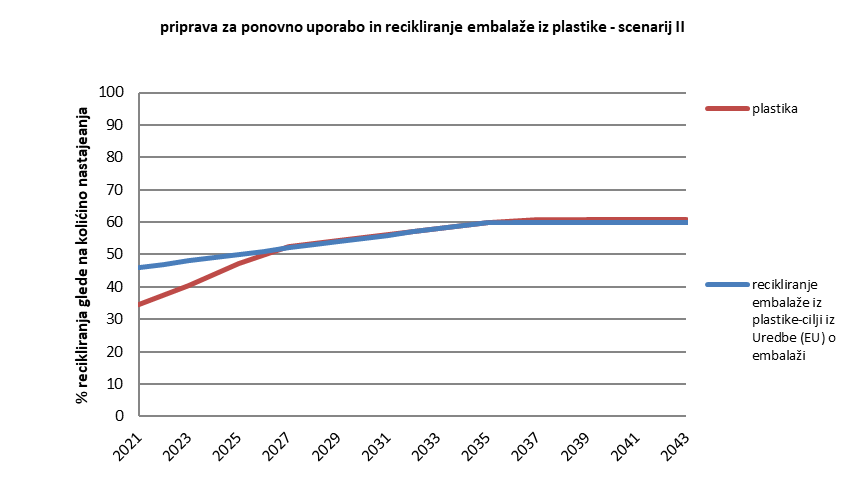 priprava za ponovno uporabo in recikliranje embalaže iz plastike - scenarij II
% recikliranja glede na količino nastajeanja
100
90
80
70
60
50
40
30
20
10
0
2021
2023
2025
2027
2029
2031
2033
2035
2037
2039
2041
2043
plastika
recikliranje
embalaže iz
plastike-cilji iz
Uredbe (EU) o
embalaži